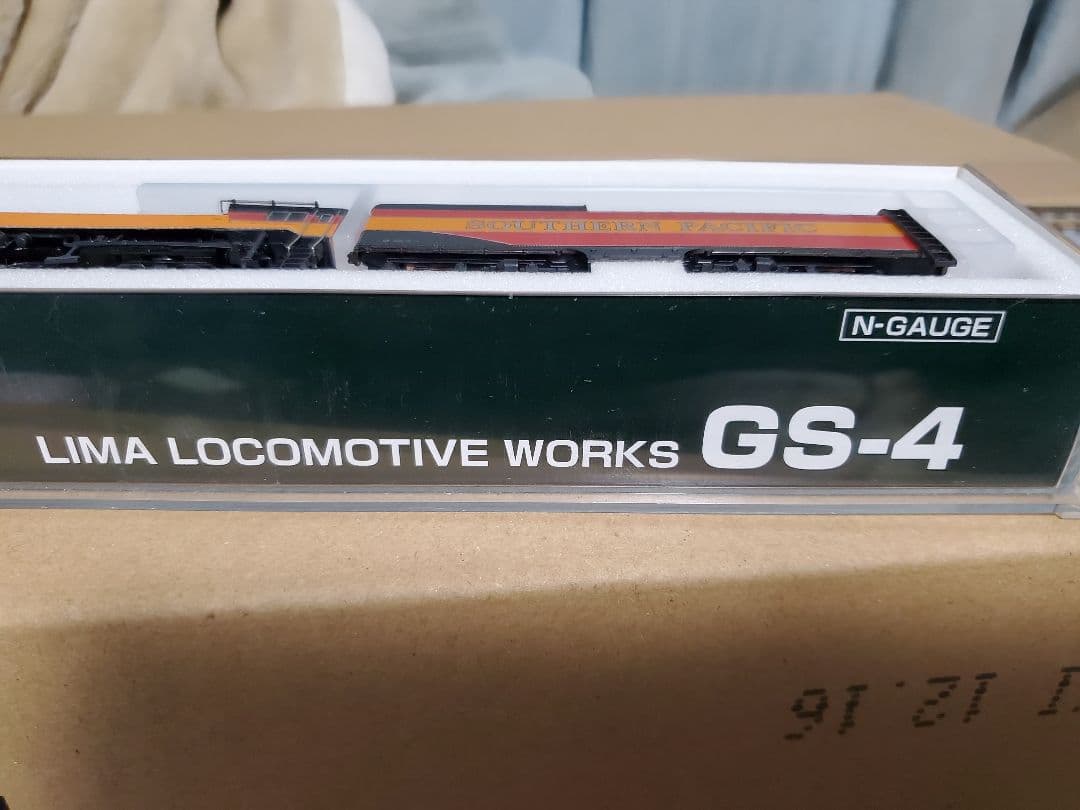 SOUTHERN PACIFIC
N-GAUGE
LIMA LOCOMOTIVE WORKS GS-4